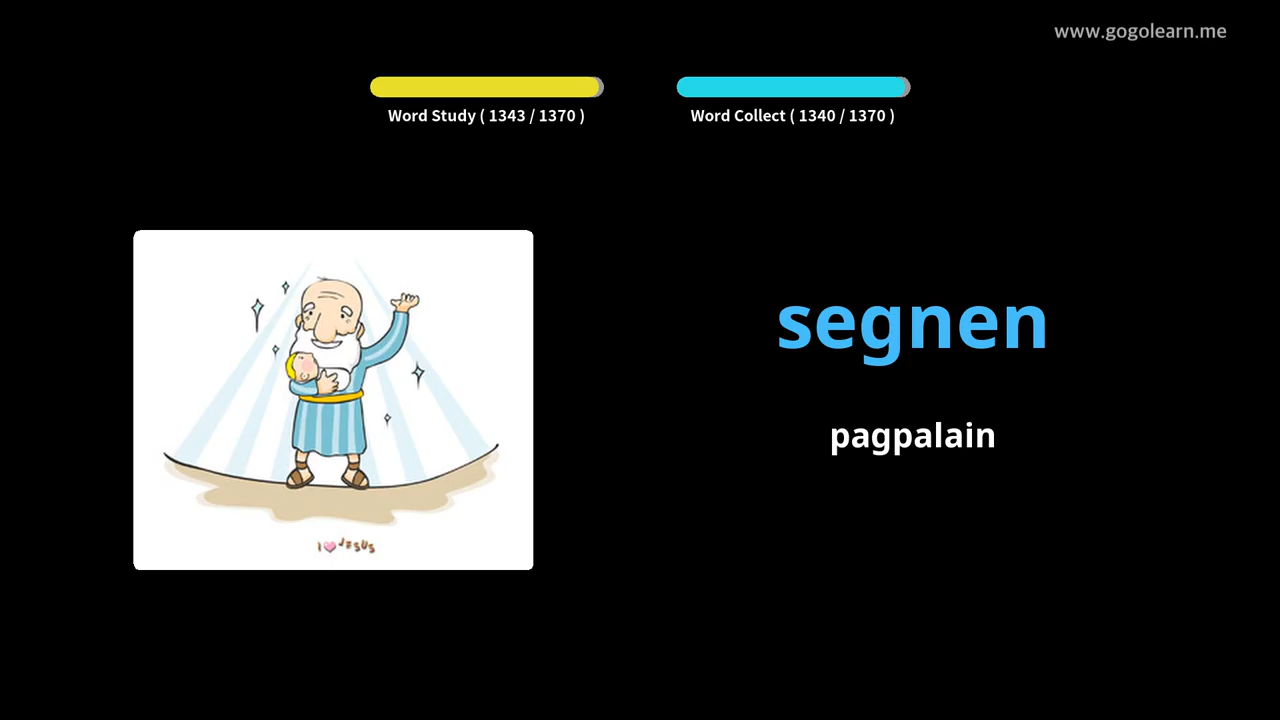 www.gogolearn.me
Word Study ( 1343 / 1370 )
Word Collect ( 1340 / 1370 )
segnen
pagpalain
I ❤ JESUS